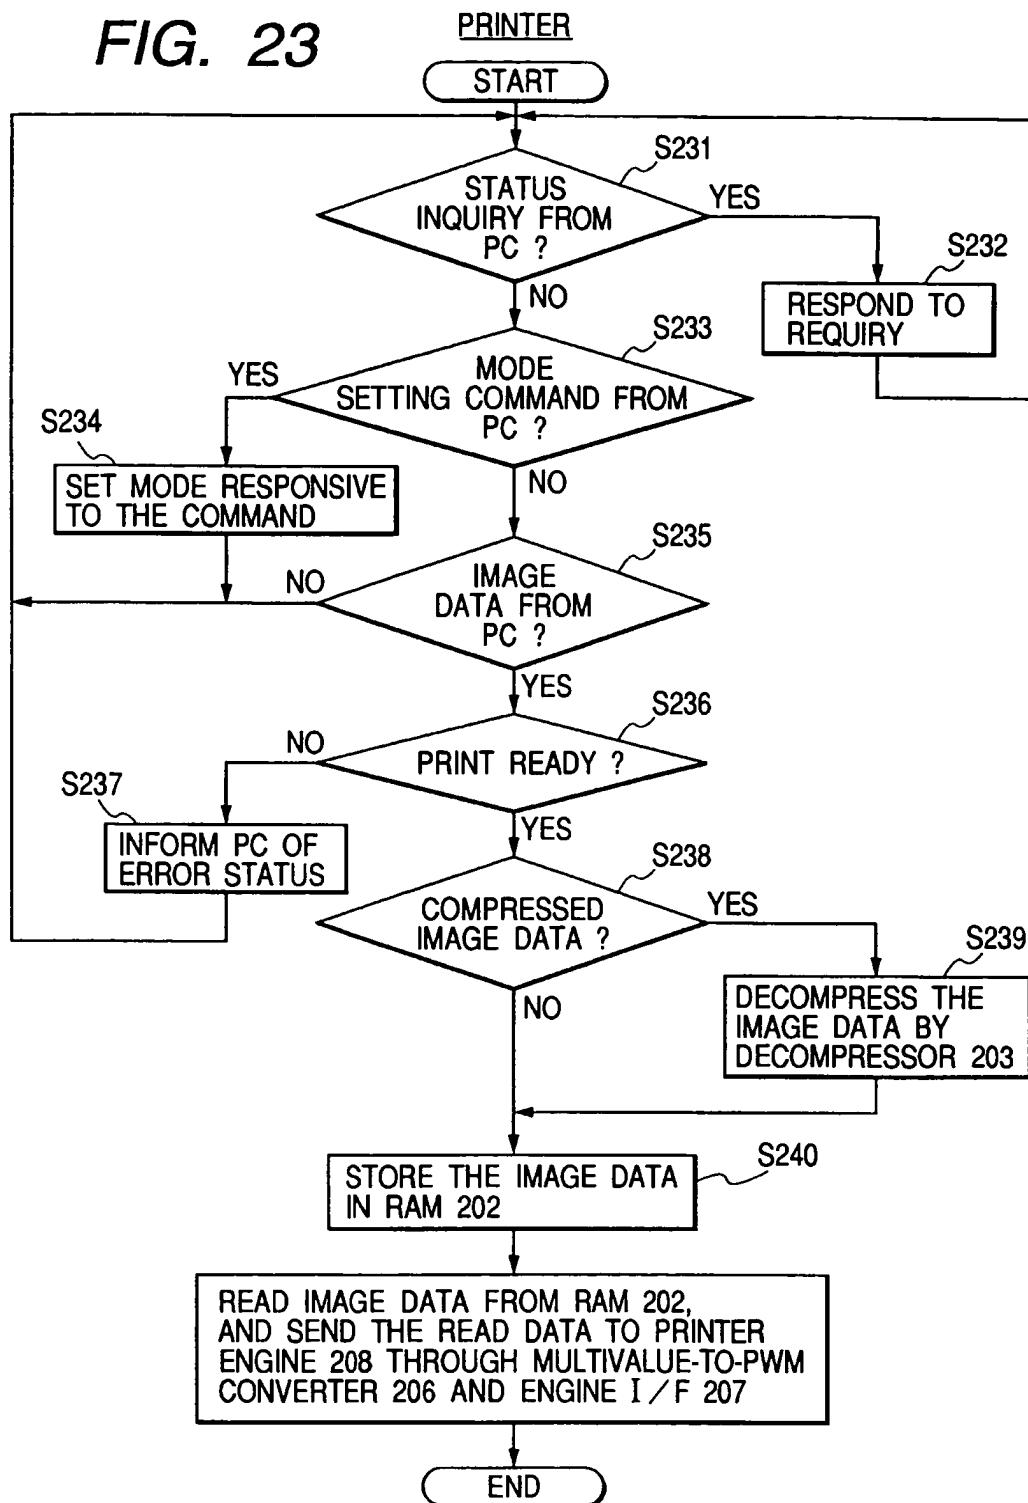 FIG. 23
PRINTER
START
S231
STATUS
INQUIRY FROM
PC ?
YES
NO
S232
RESPOND TO
REQUIRY
S233
MODE
SETTING COMMAND FROM
PC ?
YES
NO
S234
SET MODE RESPONSIVE
TO THE COMMAND
S235
IMAGE
DATA FROM
PC ?
NO
YES
S236
PRINT READY ?
NO
YES
S237
INFORM PC OF
ERROR STATUS
S238
COMPRESSED
IMAGE DATA ?
YES
NO
S239
DECOMPRESS THE
IMAGE DATA BY
DECOMPRESSOR 203
S240
STORE THE IMAGE DATA
IN RAM 202
READ IMAGE DATA FROM RAM 202,
AND SEND THE READ DATA TO PRINTER
ENGINE 208 THROUGH MULTIVALUE-TO-PWM
CONVERTER 206 AND ENGINE I/F 207
END